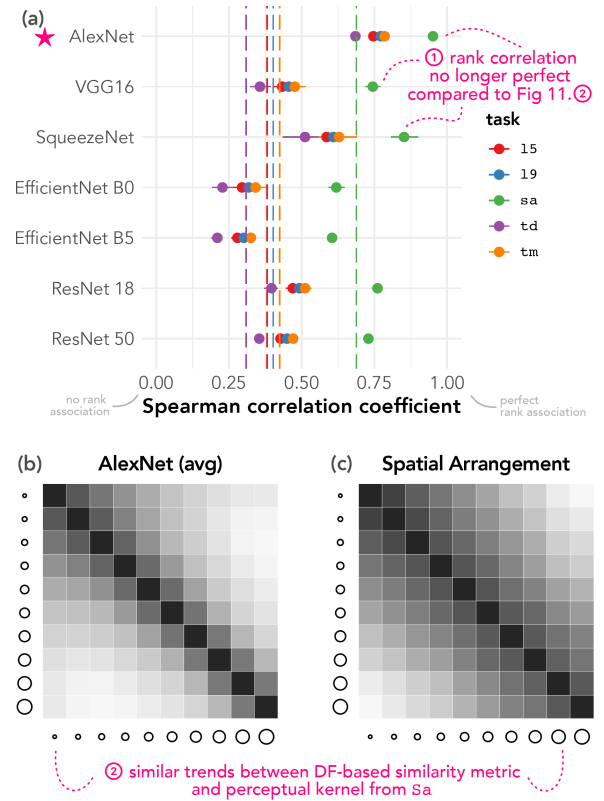 (a)
AlexNet
VGG16
SqueezeNet
EfficientNet B0
EfficientNet B5
ResNet 18
ResNet 50
① rank correlation
no longer perfect
compared to Fig 11.②
task
l5
l9
sa
td
tm
0.00
0.25
0.50
0.75
1.00
no rank
association
Spearman correlation coefficient
perfect
rank association
(b)
AlexNet (avg)
(c)
Spatial Arrangement
② similar trends between DF-based similarity metric
and perceptual kernel from Sa